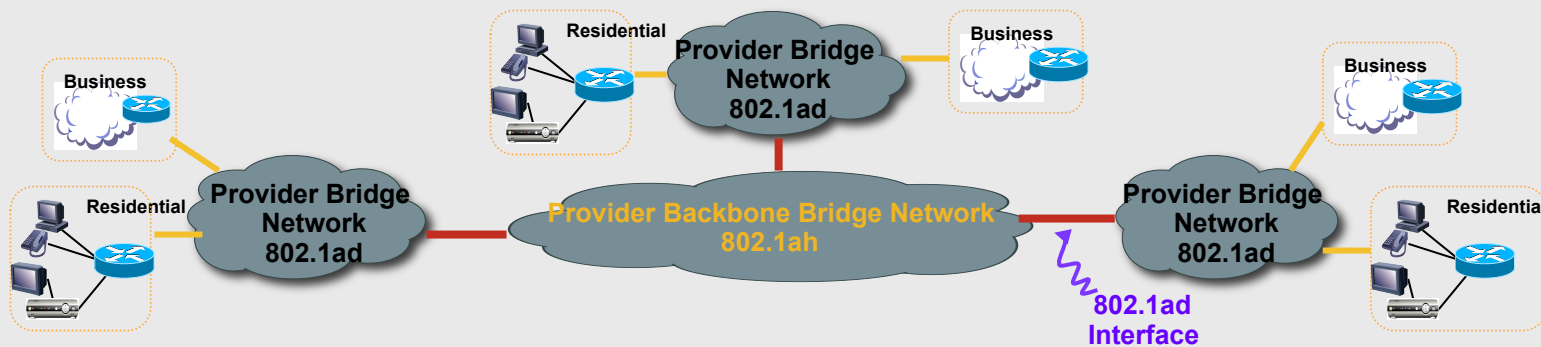 Residential
Provider Bridge
Network
802.1ad
Business
Business
Residential
Provider Bridge
Network
802.1ad
Provider Backbone Bridge Network
802.1ah
802.1ad
Interface
Business
Provider Bridge
Network
802.1ad
Residentia